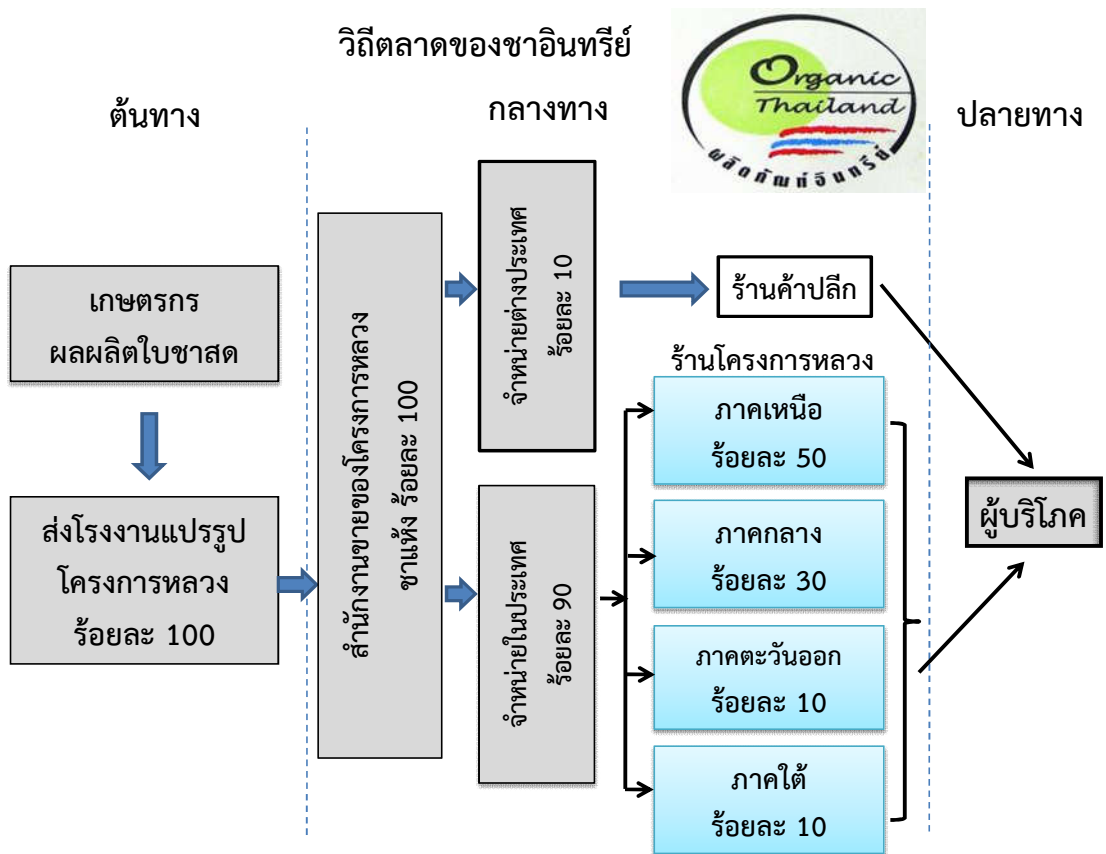 วิถีตลาดของชาอินทรีย์
Organic
Thailand
ผลิตภัณฑ์อินทรีย์
ต้นทาง
กลางทาง
ปลายทาง
เกษตรกร
ผลผลิตใบชาสด
ส่งโรงงานแปรรูป
โครงการหลวง
ร้อยละ 100
สำนักงานขายของโครงการหลวง
ชาแห้ง ร้อยละ 100
จำหน่ายต่างประเทศ
ร้อยละ 10
จำหน่ายในประเทศ
ร้อยละ 90
ร้านค้าปลีก
ร้านโครงการหลวง
ภาคเหนือ
ร้อยละ 50
ภาคกลาง
ร้อยละ 30
ภาคตะวันออก
ร้อยละ 10
ภาคใต้
ร้อยละ 10
ผู้บริโภค